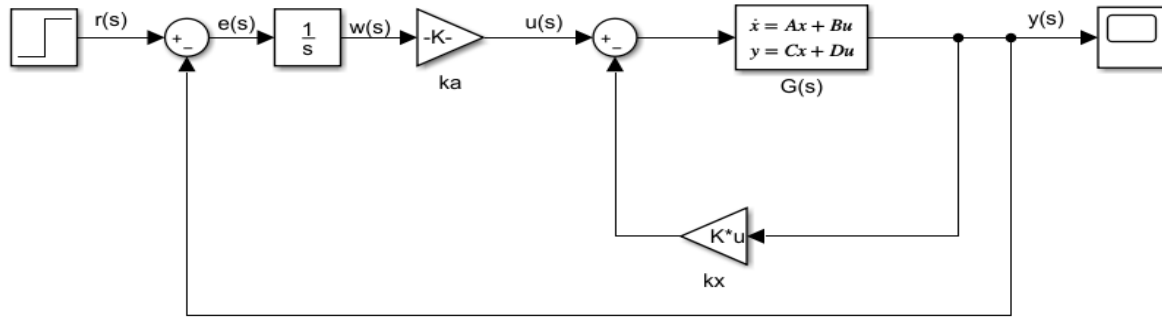 r(s)
+
−
e(s)
1
s
w(s)
-K-
ka
u(s)
+
−
ẋ = Ax + Bu
y = Cx + Du
G(s)
y(s)
K*u
kx